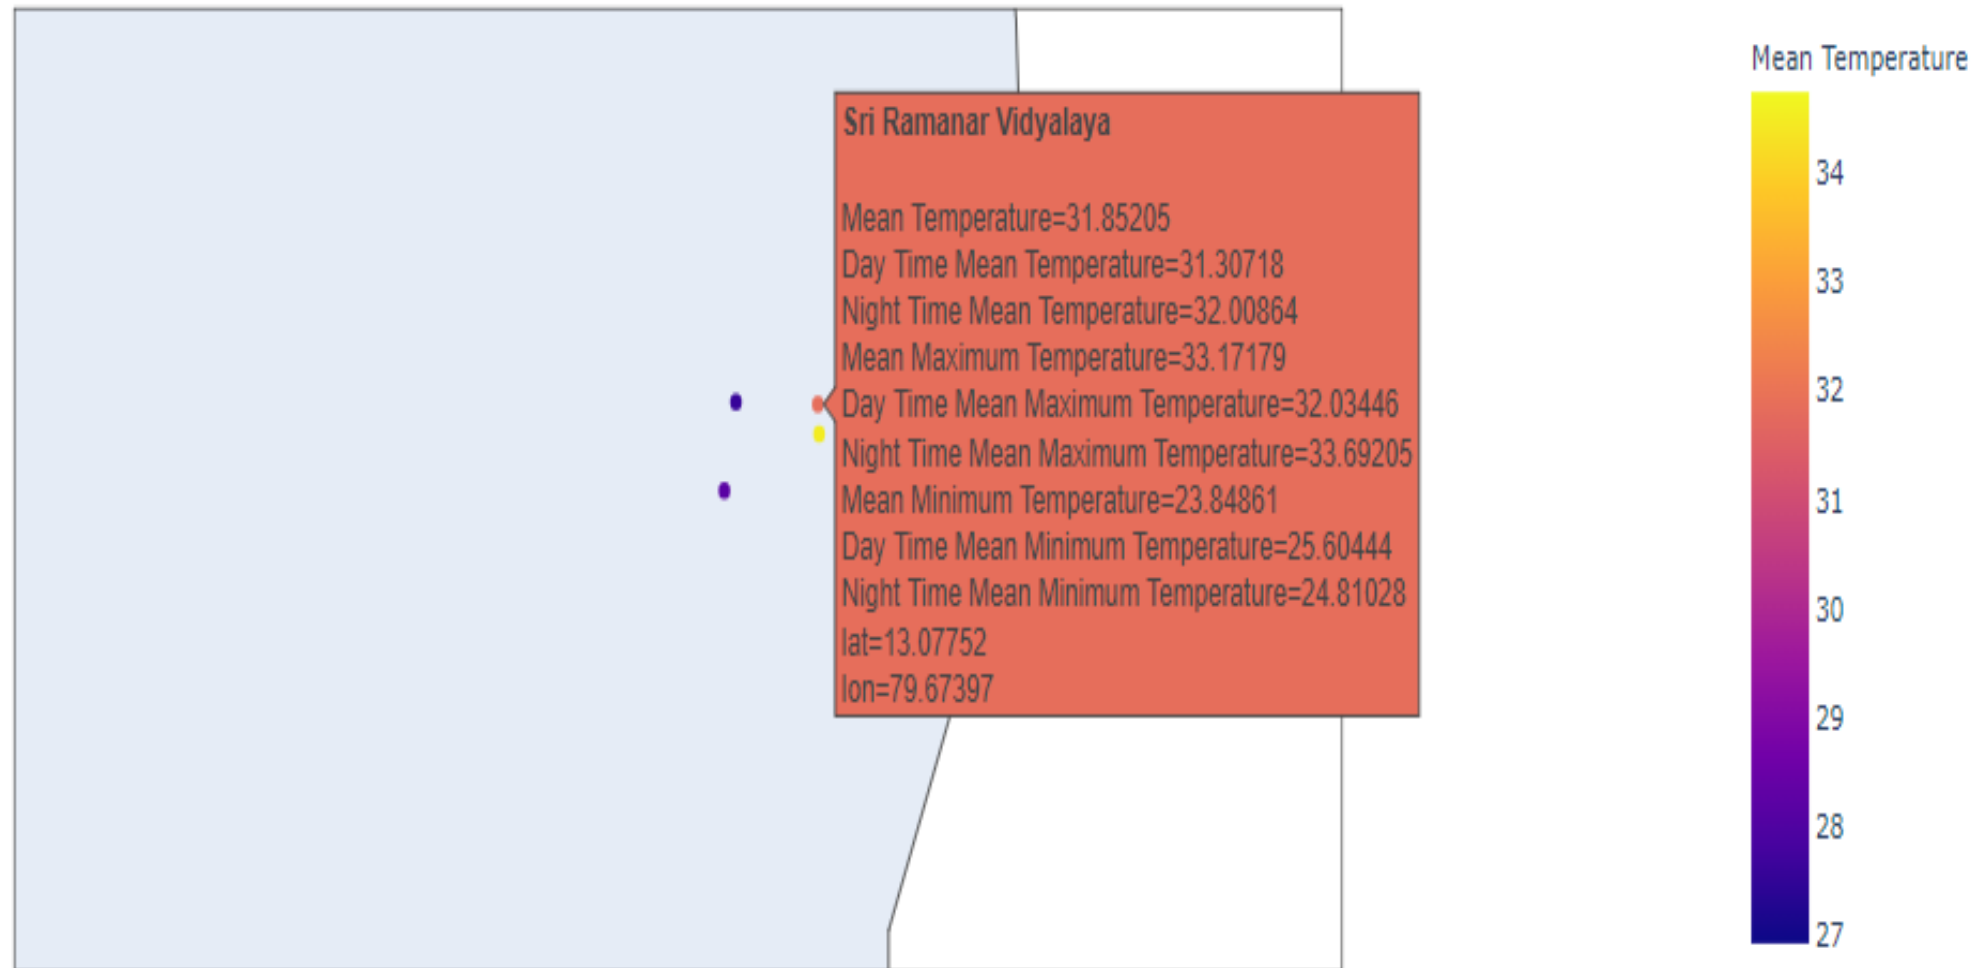 Mean Temperature
Sri Ramanar Vidyalaya
Mean Temperature=31.85205
Day Time Mean Temperature=31.30718
Night Time Mean Temperature=32.00864
Mean Maximum Temperature=33.17179
Day Time Mean Maximum Temperature=32.03446
Night Time Mean Maximum Temperature=33.69205
Mean Minimum Temperature=23.84861
Day Time Mean Minimum Temperature=25.60444
Night Time Mean Minimum Temperature=24.81028
lat=13.07752
lon=79.67397
34
33
32
31
30
29
28
27